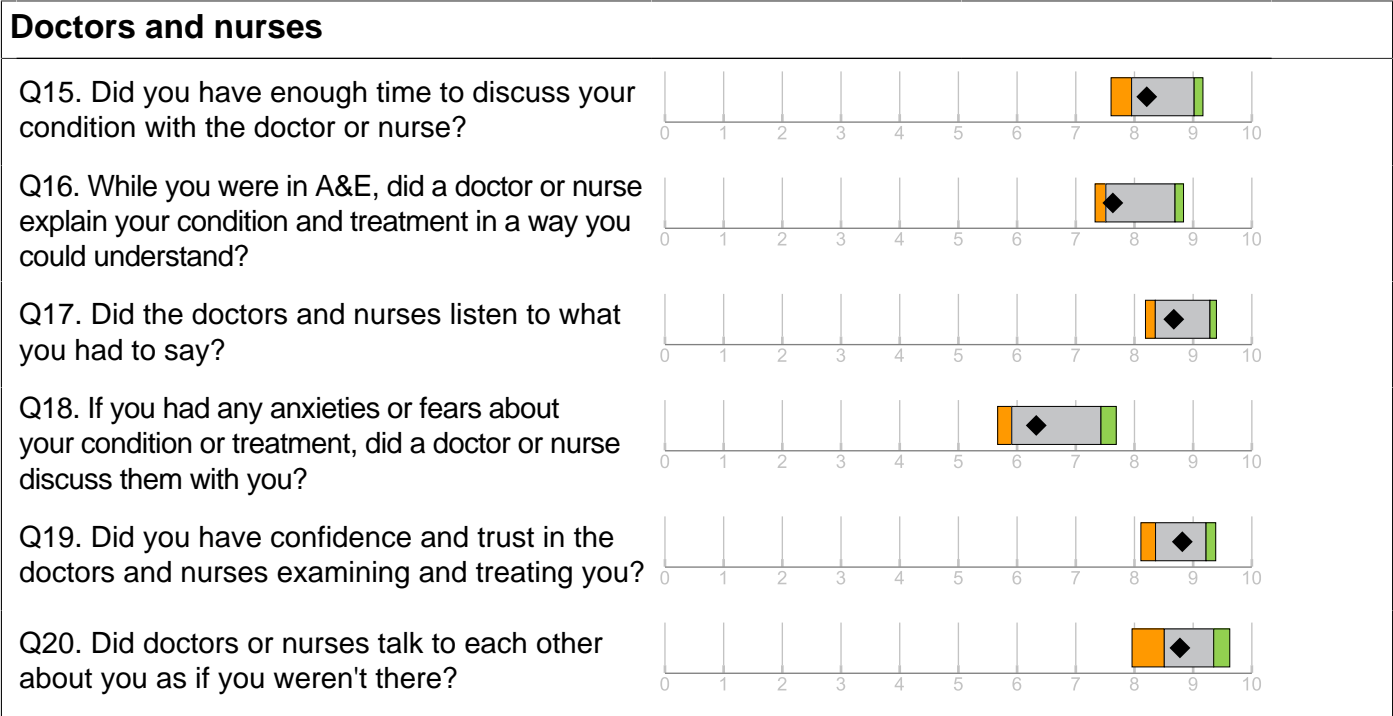 Doctors and nurses
Q15. Did you have enough time to discuss your
condition with the doctor or nurse?
0 1 2 3 4 5 6 7 8 9 10
Q16. While you were in A&E, did a doctor or nurse
explain your condition and treatment in a way you
could understand?
0 1 2 3 4 5 6 7 8 9 10
Q17. Did the doctors and nurses listen to what
you had to say?
0 1 2 3 4 5 6 7 8 9 10
Q18. If you had any anxieties or fears about
your condition or treatment, did a doctor or nurse
discuss them with you?
0 1 2 3 4 5 6 7 8 9 10
Q19. Did you have confidence and trust in the
doctors and nurses examining and treating you?
0 1 2 3 4 5 6 7 8 9 10
Q20. Did doctors or nurses talk to each other
about you as if you weren't there?
0 1 2 3 4 5 6 7 8 9 10